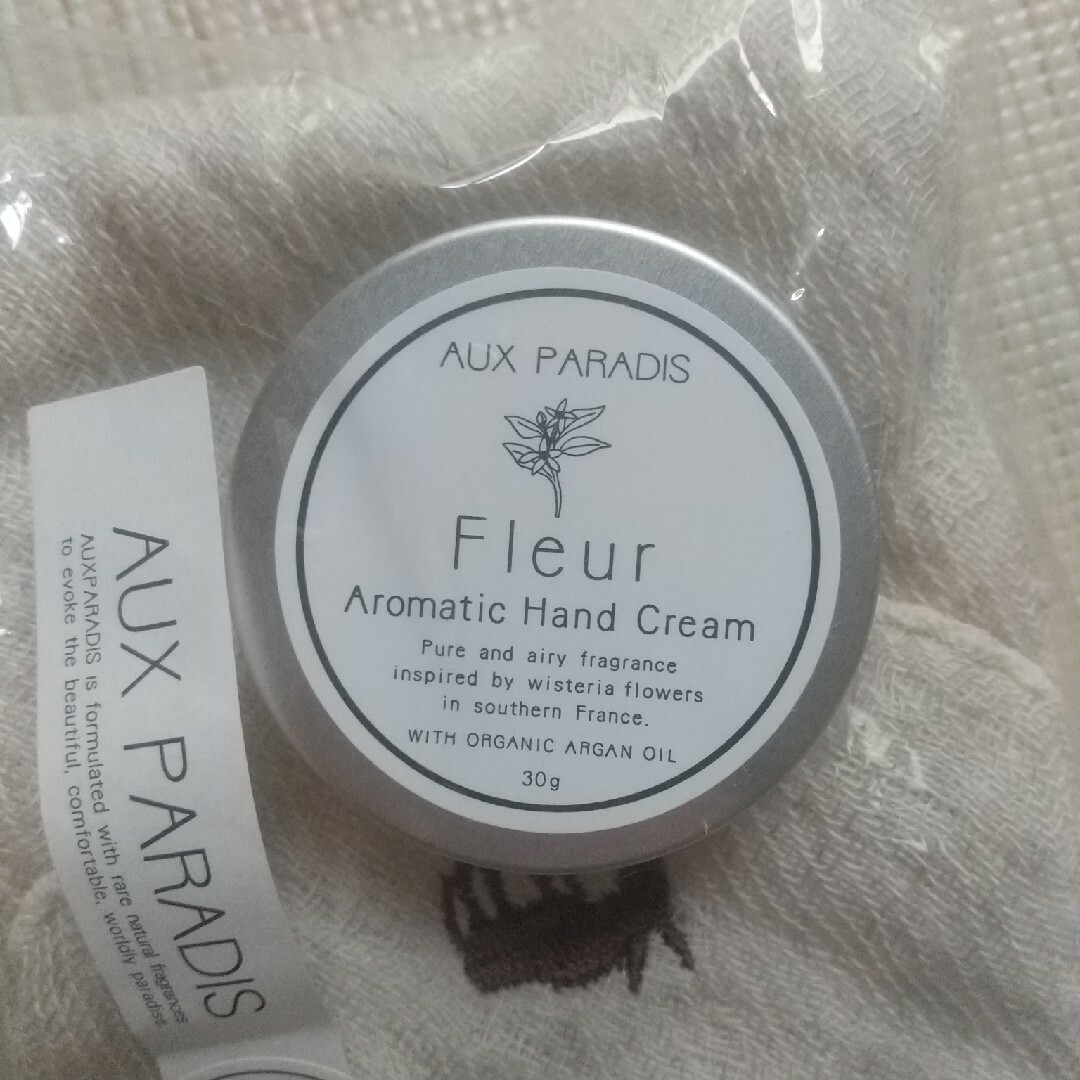 AUX PARADIS
Fleur
Aromatic Hand Cream
Pure and airy fragrance
inspired by wisteria flowers
in southern France.
WITH ORGANIC ARGAN OIL
30g
AUX PARADIS
AUXPARADIS is formulated with rare natural fragrances
to evoke the beautiful, comfortable, worldly paradise.